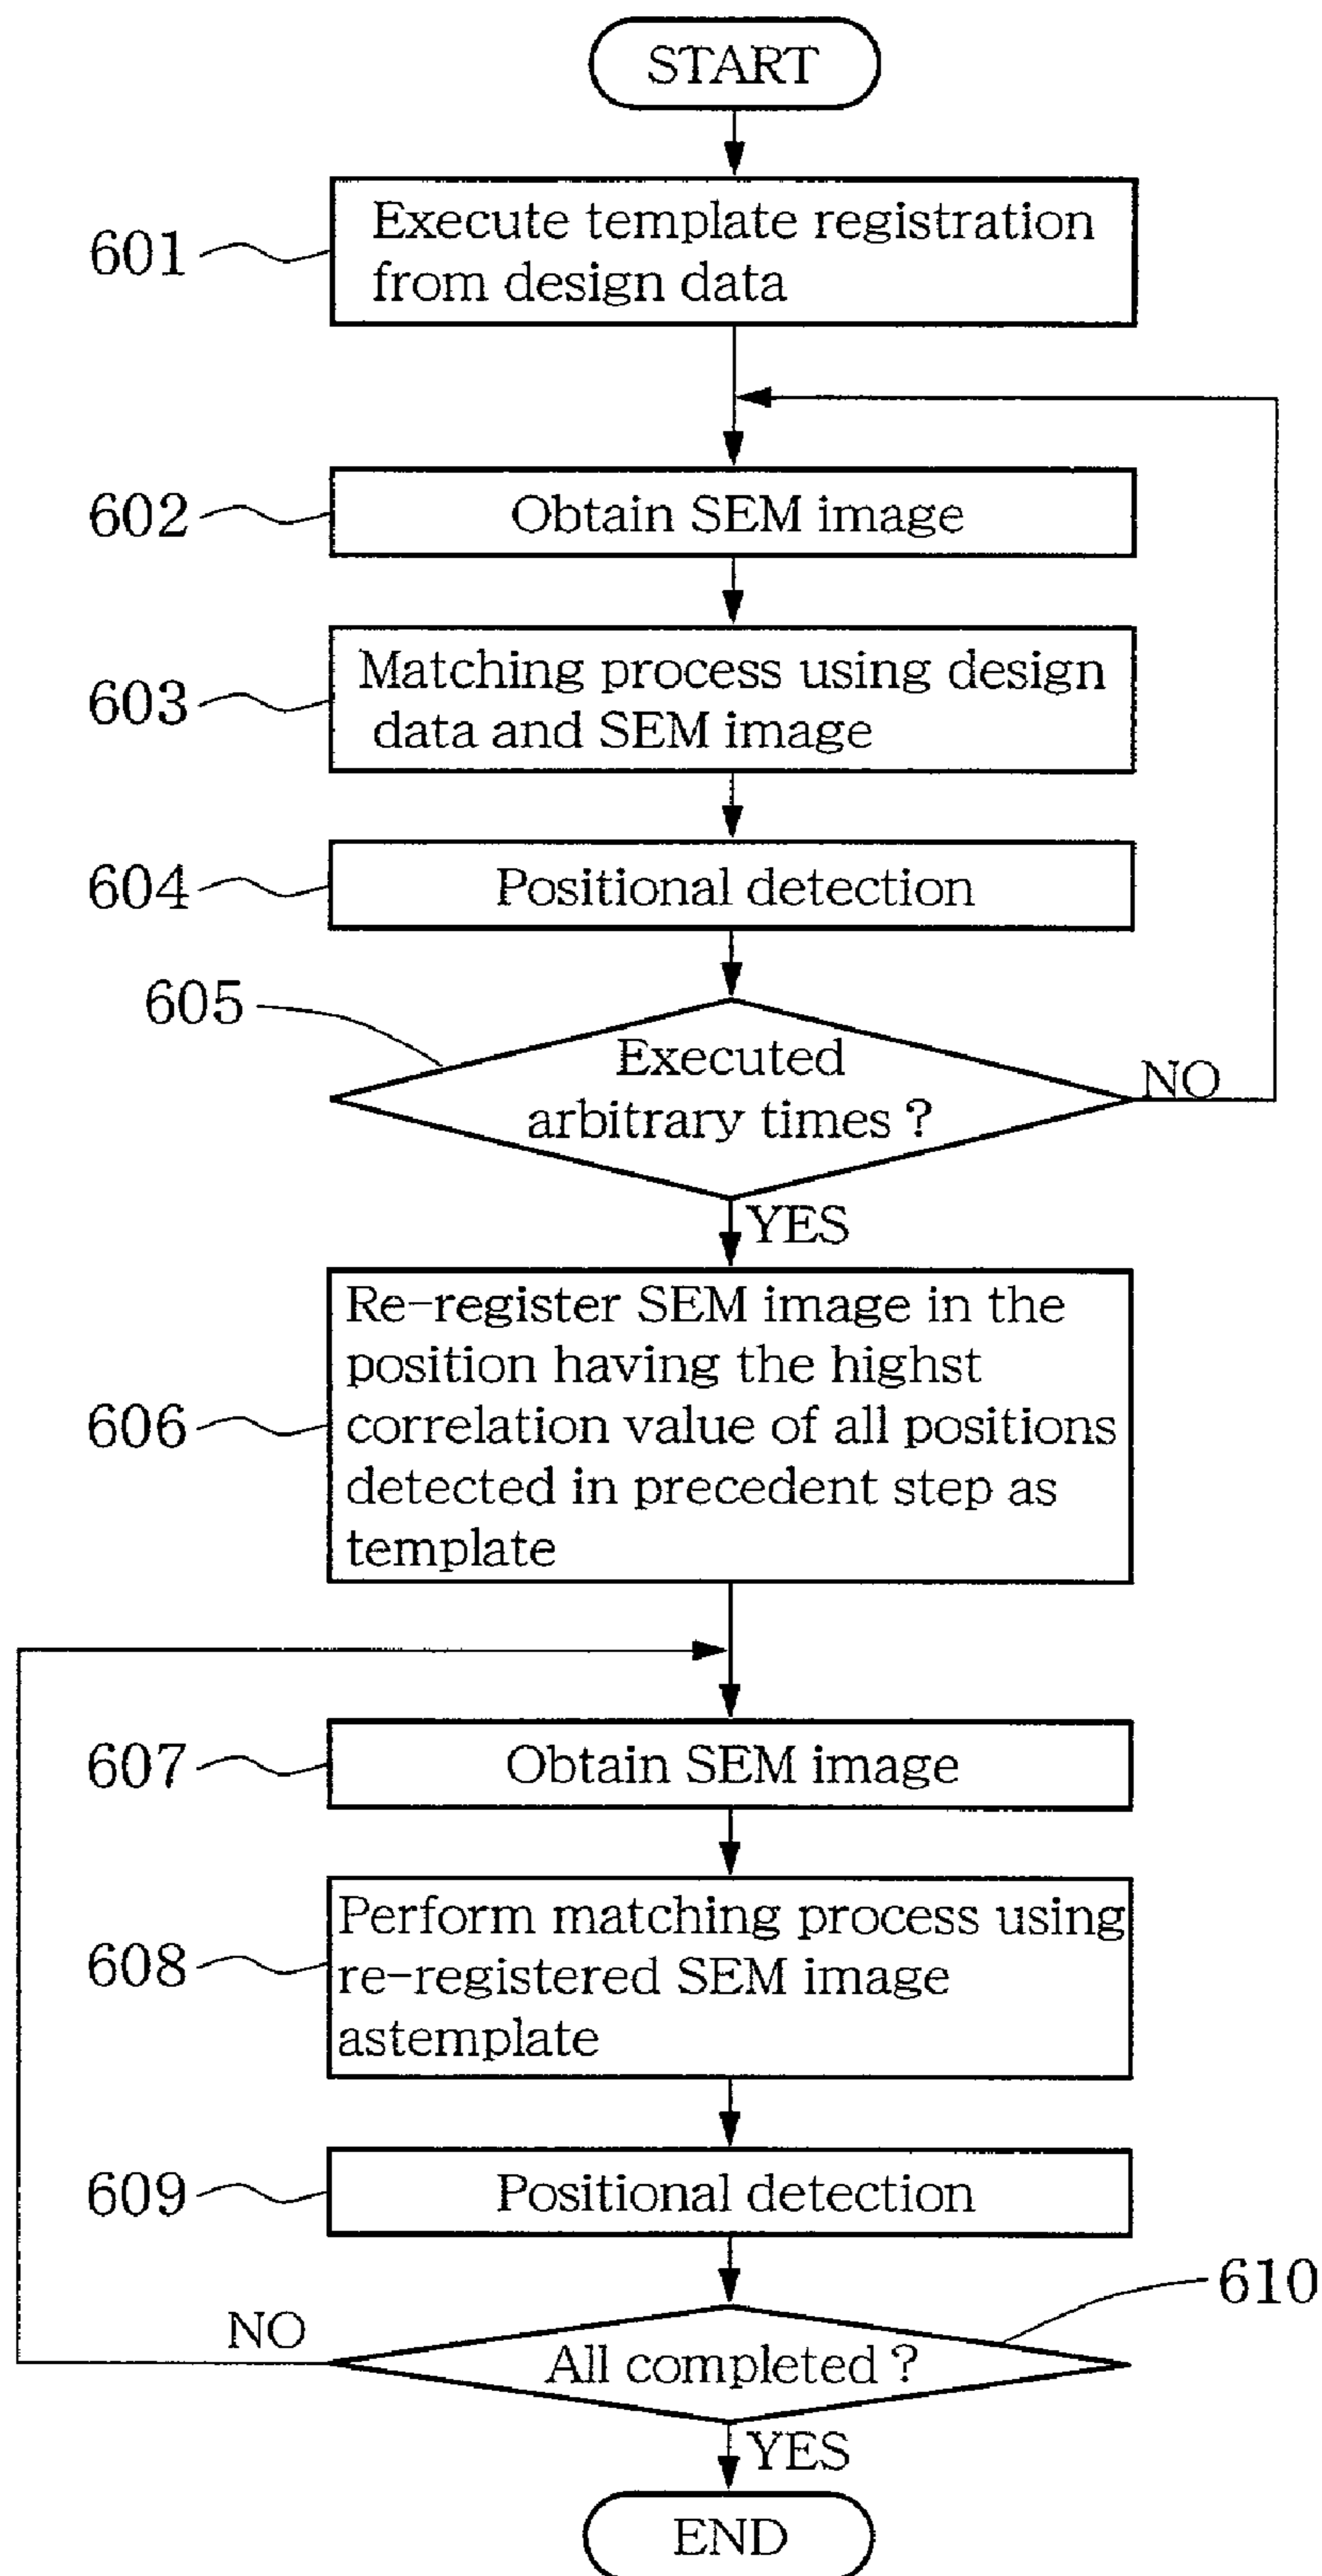 START
601
Execute template registration
from design data
602
Obtain SEM image
603
Matching process using design
data and SEM image
604
Positional detection
605
Executed
arbitrary times ?
NO
YES
606
Re-register SEM image in the
position having the highst
correlation value of all positions
detected in precedent step as
template
607
Obtain SEM image
608
Perform matching process using
re-registered SEM image
astemplate
609
Positional detection
610
NO
All completed ?
YES
END